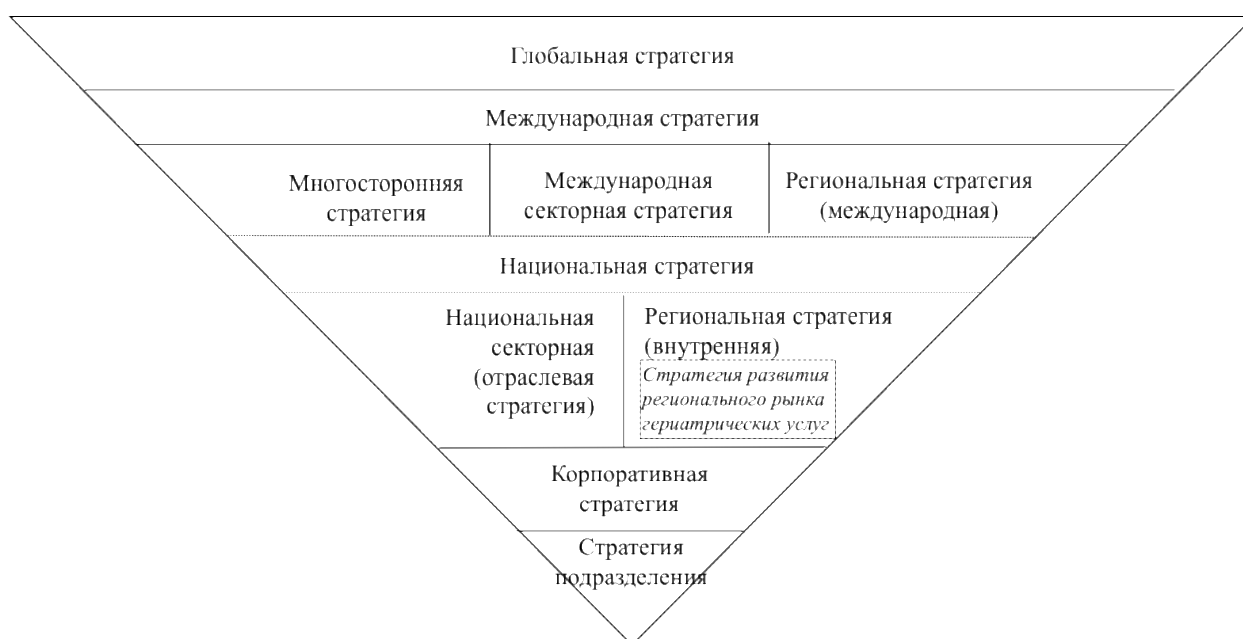 Глобальная стратегия
Международная стратегия
Многосторонняя
стратегия
Международная
секторная стратегия
Региональная стратегия
(международная)
Национальная стратегия
Национальная
секторная
(отраслевая
стратегия)
Региональная стратегия
(внутренняя)
Стратегия развития
регионального рынка
гериатрических услуг
Корпоративная
стратегия
Стратегия
подразделения